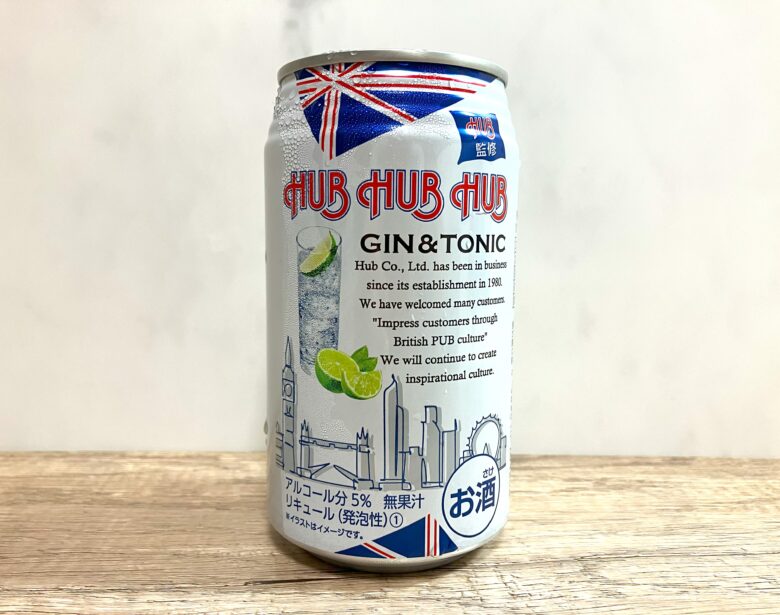 HUB
監修
HUB HUB HUB
GIN&TONIC
Hub Co., Ltd. has been in business
since its establishment in 1980.
We have welcomed many customers.
"Impress customers through
British PUB culture"
We will continue to create
inspirational culture.
アルコール分5% 無果汁
リキュール(発泡性)①
※イラストはイメージです。
さけ
お酒